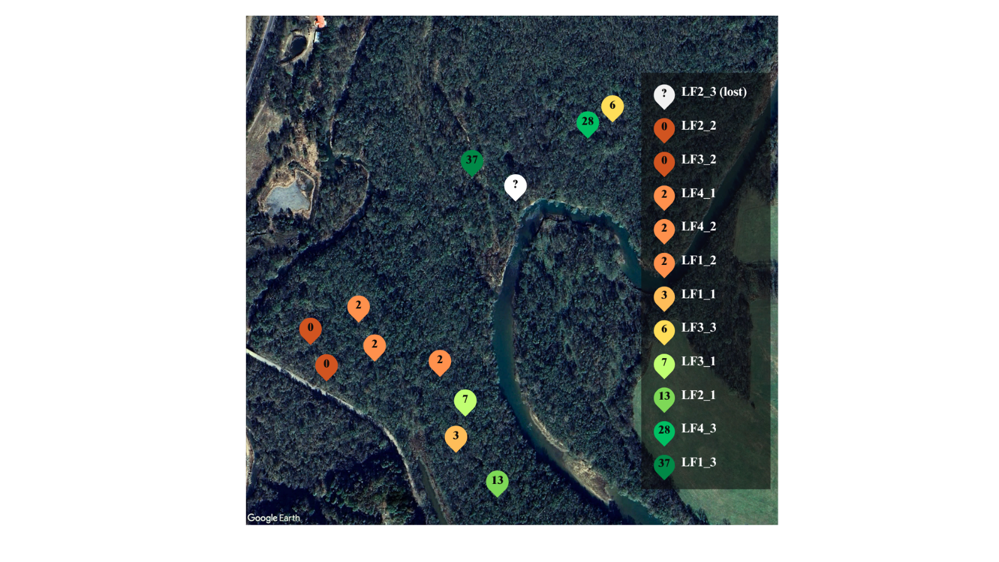 6
28
37
?
2
0
2
2
0
7
3
13
? LF2_3 (lost)
0 LF2_2
0 LF3_2
2 LF4_1
2 LF4_2
2 LF1_2
3 LF1_1
6 LF3_3
7 LF3_1
13 LF2_1
28 LF4_3
37 LF1_3
Google Earth